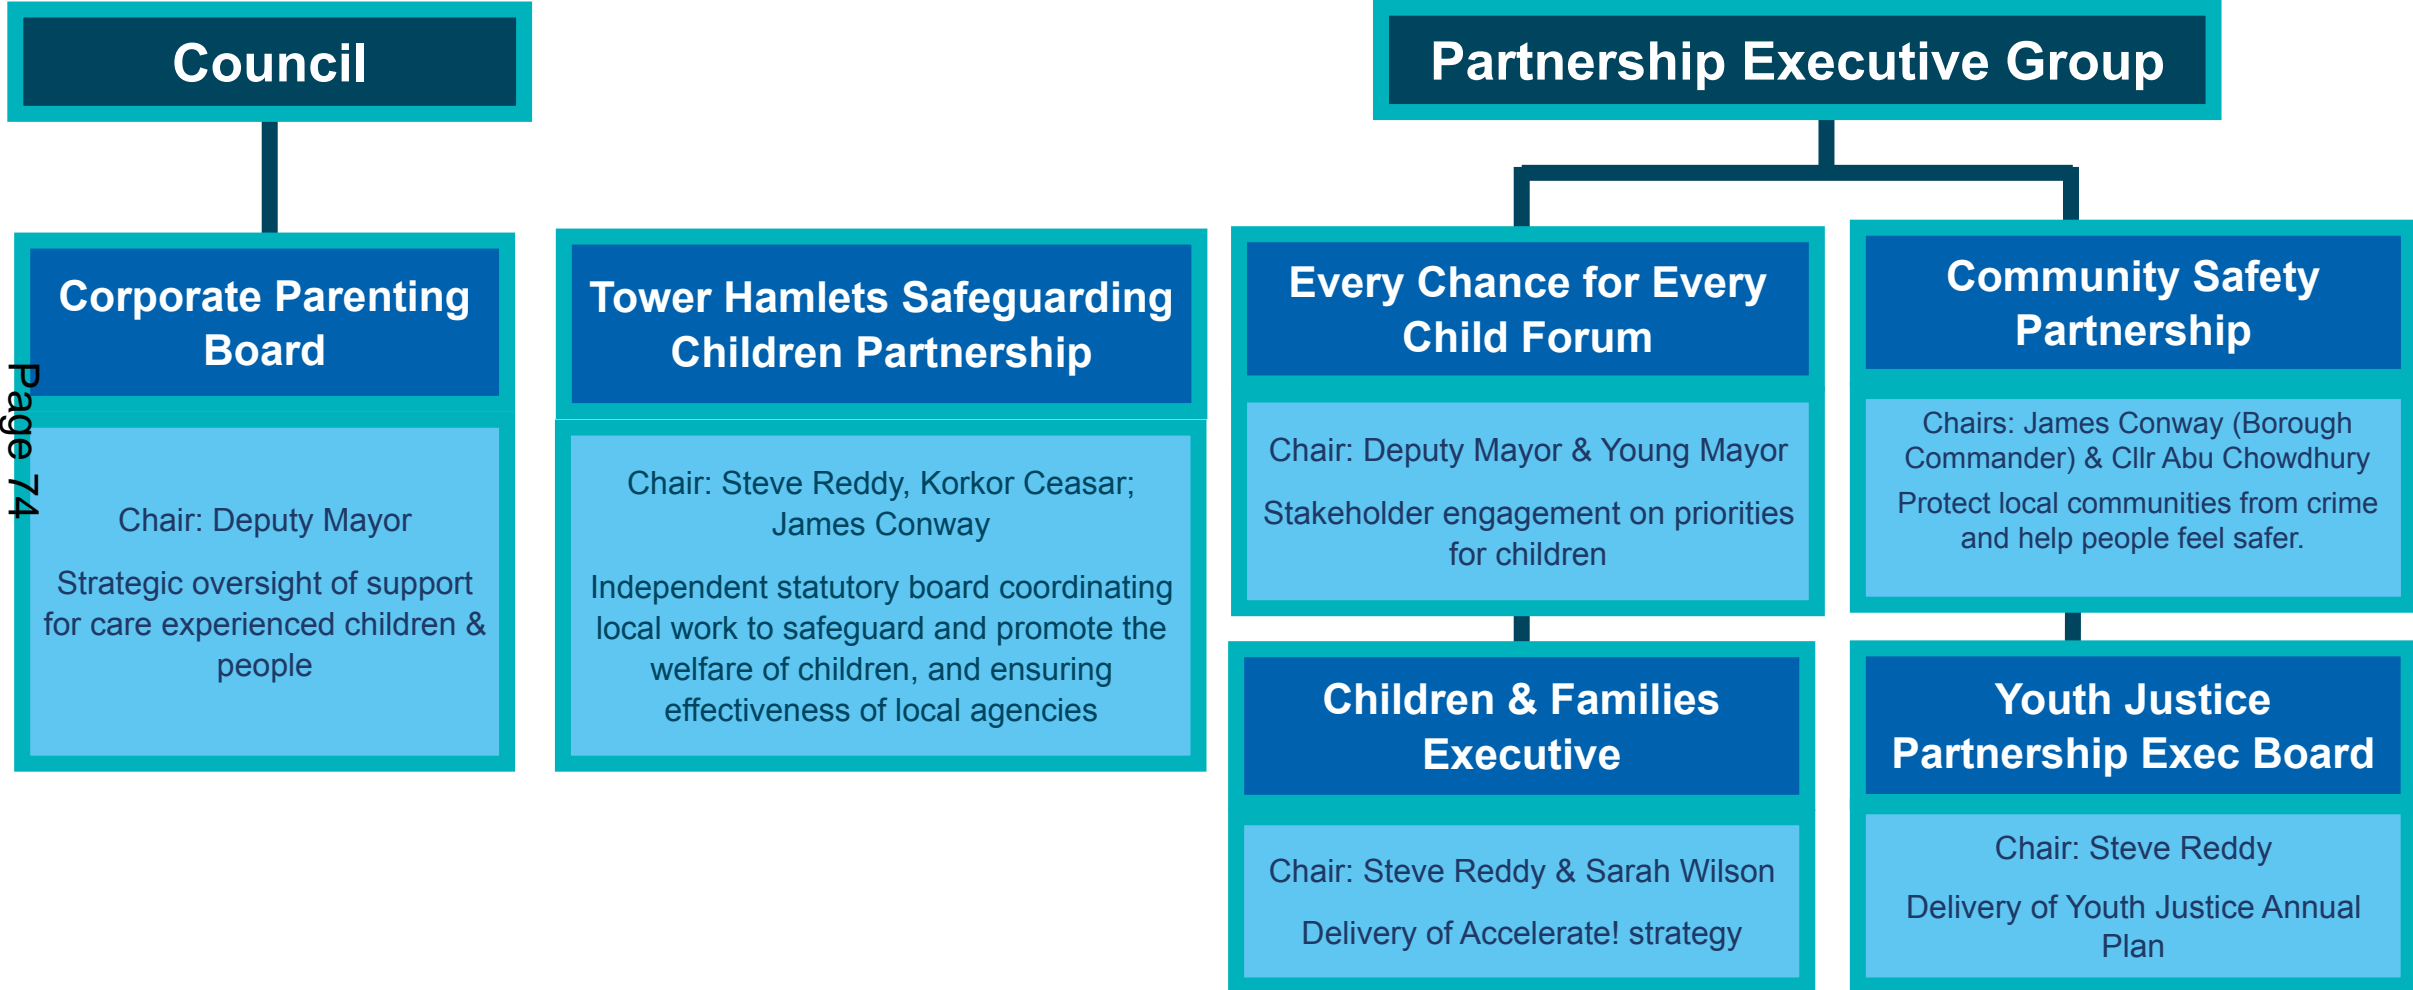 Council
Partnership Executive Group
Corporate Parenting
Board
Chair: Deputy Mayor
Strategic oversight of support
for care experienced children &
people
Tower Hamlets Safeguarding
Children Partnership
Chair: Steve Reddy, Korkor Ceasar;
James Conway
Independent statutory board coordinating
local work to safeguard and promote the
welfare of children, and ensuring
effectiveness of local agencies
Every Chance for Every
Child Forum
Chair: Deputy Mayor & Young Mayor
Stakeholder engagement on priorities
for children
Community Safety
Partnership
Chairs: James Conway (Borough
Commander) & Cllr Abu Chowdhury
Protect local communities from crime
and help people feel safer.
Children & Families
Executive
Chair: Steve Reddy & Sarah Wilson
Delivery of Accelerate! strategy
Youth Justice
Partnership Exec Board
Chair: Steve Reddy
Delivery of Youth Justice Annual
Plan
Page 74